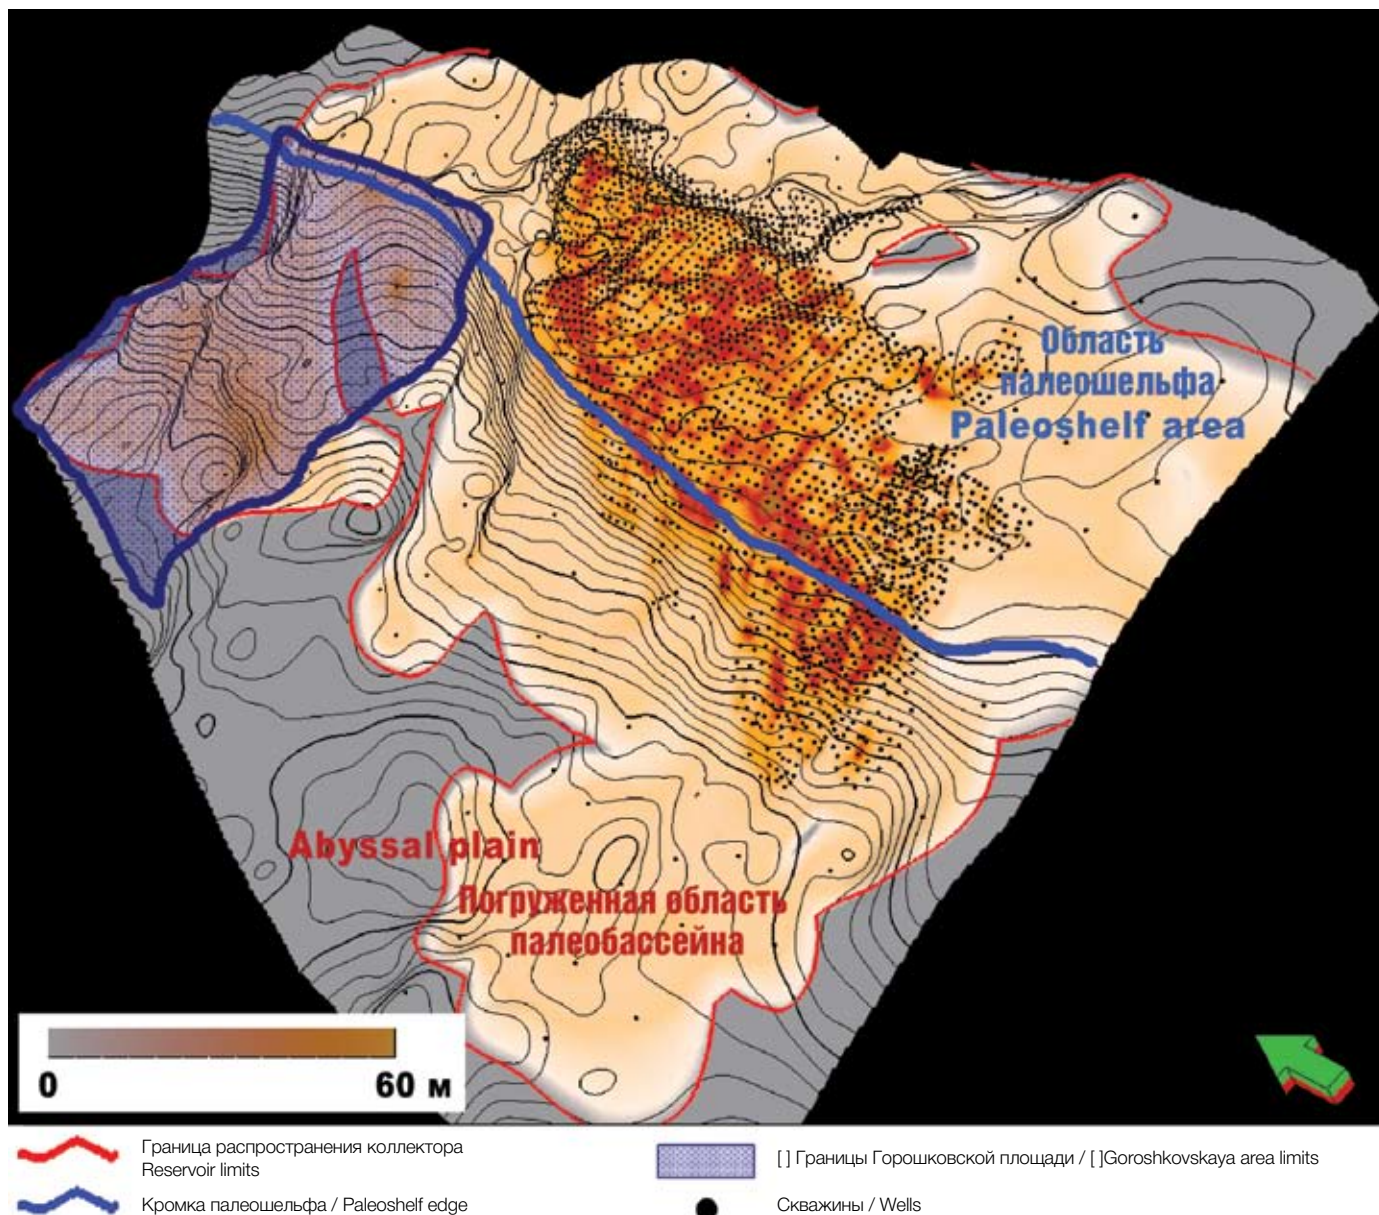 Область
палеошельфа
Paleoshelf area
Abyssal plain
Погруженная область
палеобассейна
0 60 м
Граница распространения коллектора
Reservoir limits
[ ] Границы Горошковской площади / [ ]Goroshkovskaya area limits
Кромка палеошельфа / Paleoshelf edge
Скважины / Wells